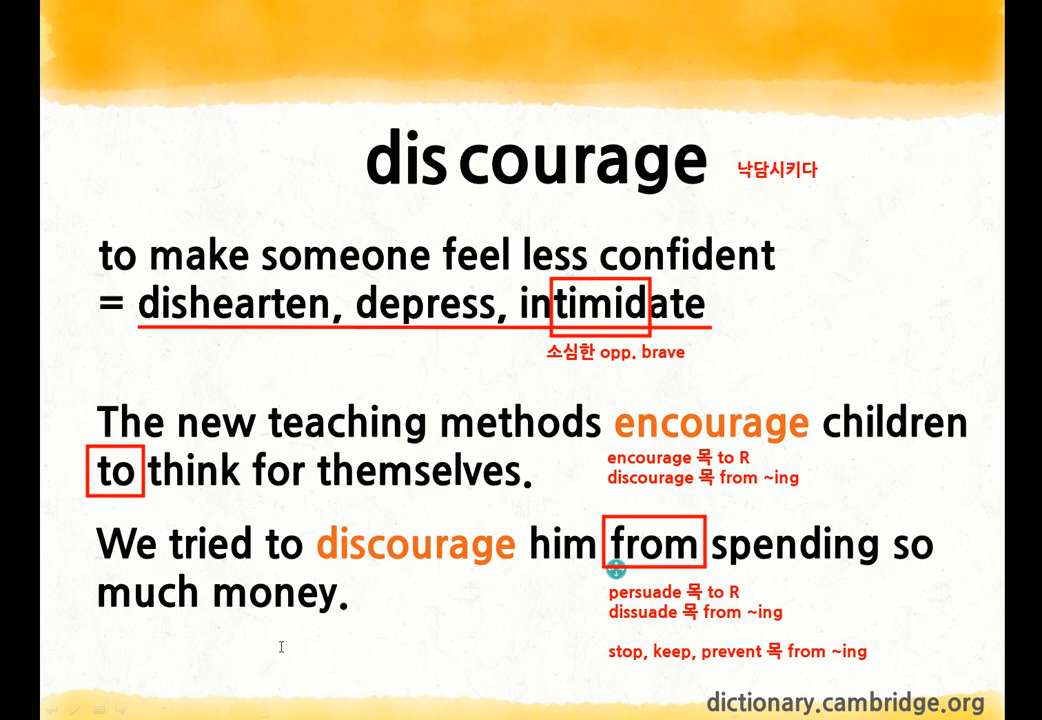 dis courage 낙담시키다
to make someone feel less confident
= dishearten, depress, intimidate
소심한 opp. brave
The new teaching methods encourage children
to think for themselves.
encourage 목 to R
discourage 목 from ~ing
We tried to discourage him from spending so
much money.
persuade 목 to R
dissuade 목 from ~ing
stop, keep, prevent 목 from ~ing
dictionary.cambridge.org